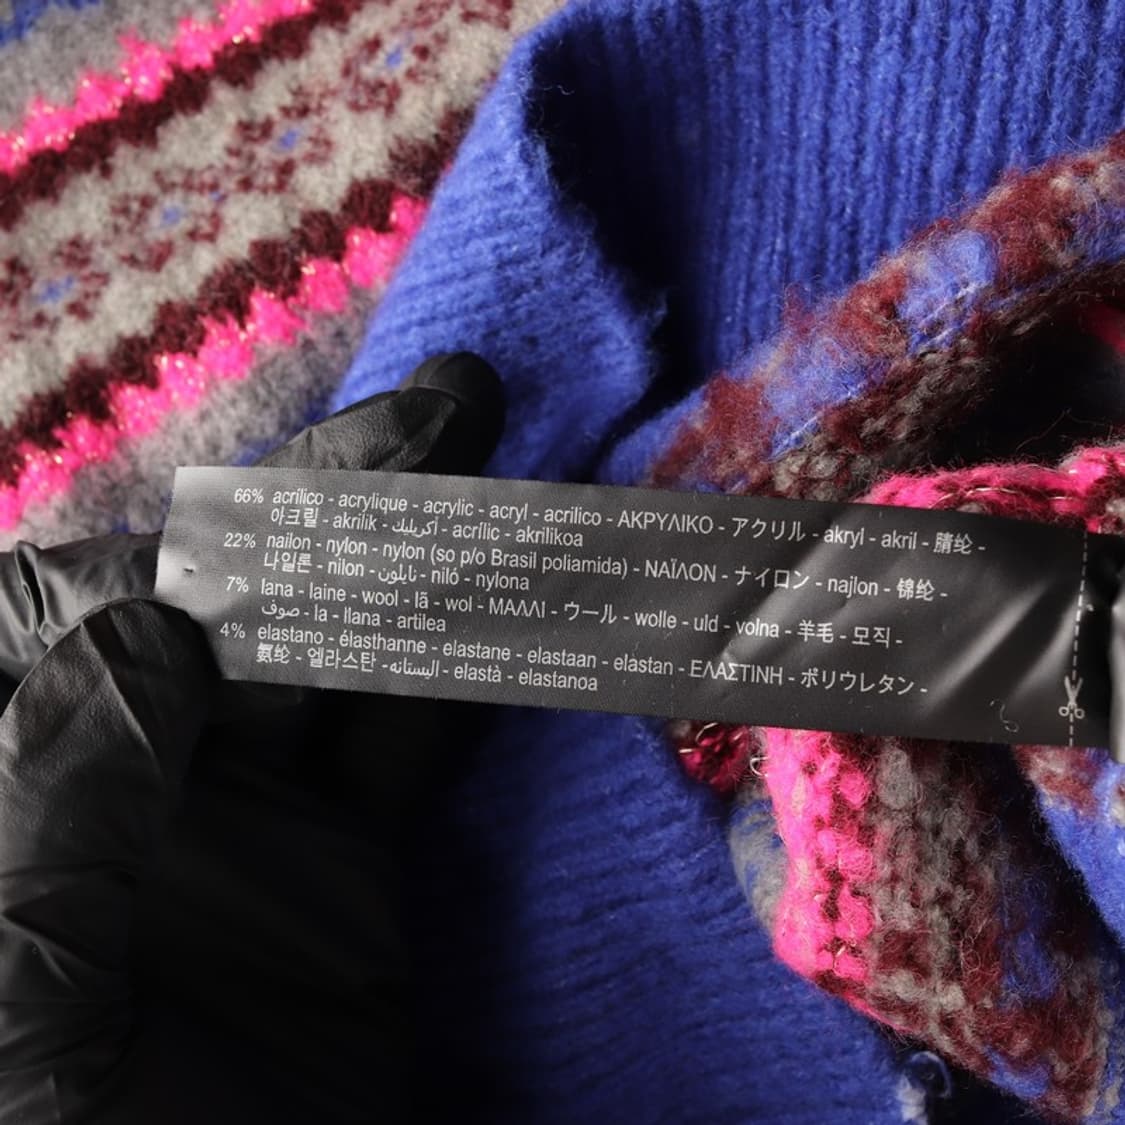 66% acrílico - acrylique - acrylic - acryl - acrilico - ΑΚΡΥΛΙΚΟ - アクリル - akryl - akril - 腈纶 -
아크릴 - akrilik - أكريليك - acrílic - akrilikoa
22% nailon - nylon - nylon (so p/o Brasil poliamida) - ΝΑΪΛΟΝ - ナイロン - najlon - 锦纶 -
나일론 - nilon - نايلون - niló - nylona
7% lana - laine - wool - lã - wol - ΜΑΛΛΙ - ウール - wolle - uld - volna - 羊毛 - 모직 -
صوف - la - llana - artilea
4% elastano - élasthanne - elastane - elastaan - elastan - ΕΛΑΣΤΙΝΗ - ポリウレタン -
氨纶 - 엘라스탄 - اليستانه - elastà - elastanoa